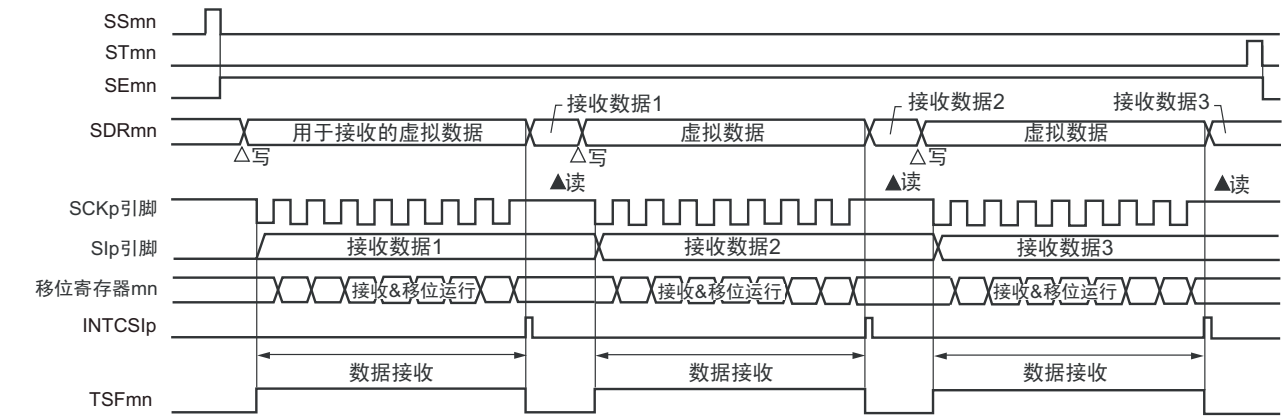 SSmn
STmn
SEmn
接收数据1 接收数据2 接收数据3
SDRmn 用于接收的虚拟数据 虚拟数据 虚拟数据
△写 △写 △写
▲读 ▲读 ▲读
SCKp引脚
SIp引脚 接收数据1 接收数据2 接收数据3
移位寄存器mn 接收&移位运行 接收&移位运行 接收&移位运行
INTCSIp
数据接收 数据接收 数据接收
TSFmn